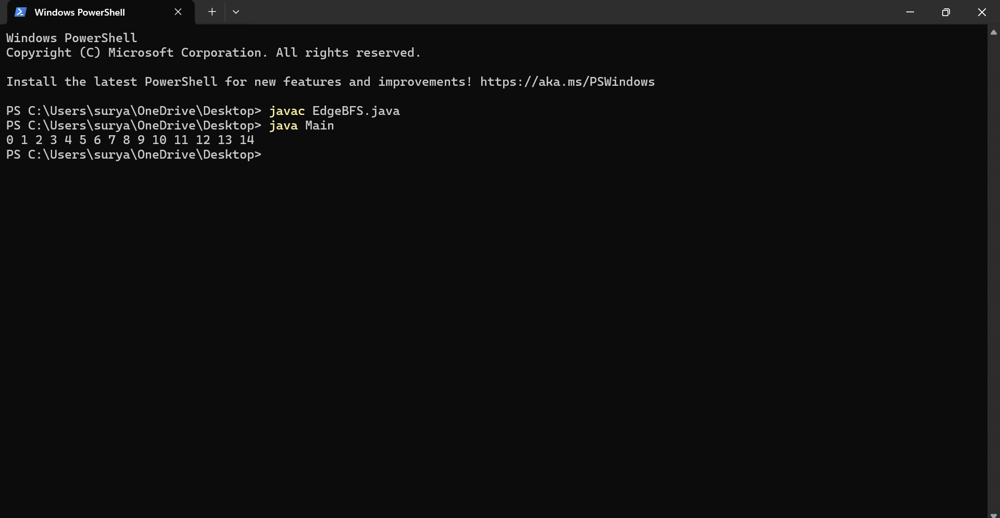 Windows PowerShell
Windows PowerShell
Copyright (C) Microsoft Corporation. All rights reserved.
Install the latest PowerShell for new features and improvements! https://aka.ms/PSWindows
PS C:\Users\surya\OneDrive\Desktop> javac EdgeBFS.java
PS C:\Users\surya\OneDrive\Desktop> java Main
0 1 2 3 4 5 6 7 8 9 10 11 12 13 14
PS C:\Users\surya\OneDrive\Desktop>